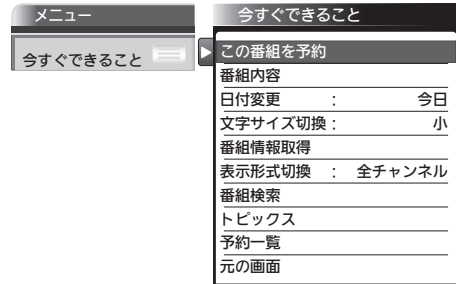 メニュー
今すぐできること
今すぐできること
この番組を予約
番組内容
日付変更 : 今日
文字サイズ切換 : 小
番組情報取得
表示形式切換 : 全チャンネル
番組検索
トピックス
予約一覧
元の画面